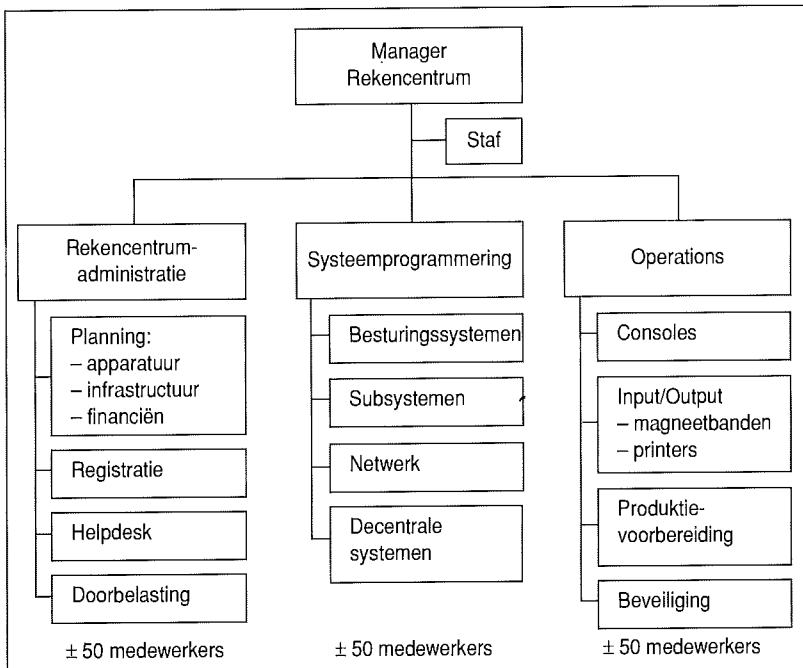 Manager
Rekencentrum
Staf
Rekencentrum-
administratie
Planning:
– apparatuur
– infrastructuur
– financiën
Registratie
Helpdesk
Doorbelasting
± 50 medewerkers
Systeemprogrammering
Besturingssystemen
Subsystemen
Netwerk
Decentrale
systemen
± 50 medewerkers
Operations
Consoles
Input/Output
– magneetbanden
– printers
Produktie-
voorbereiding
Beveiliging
± 50 medewerkers